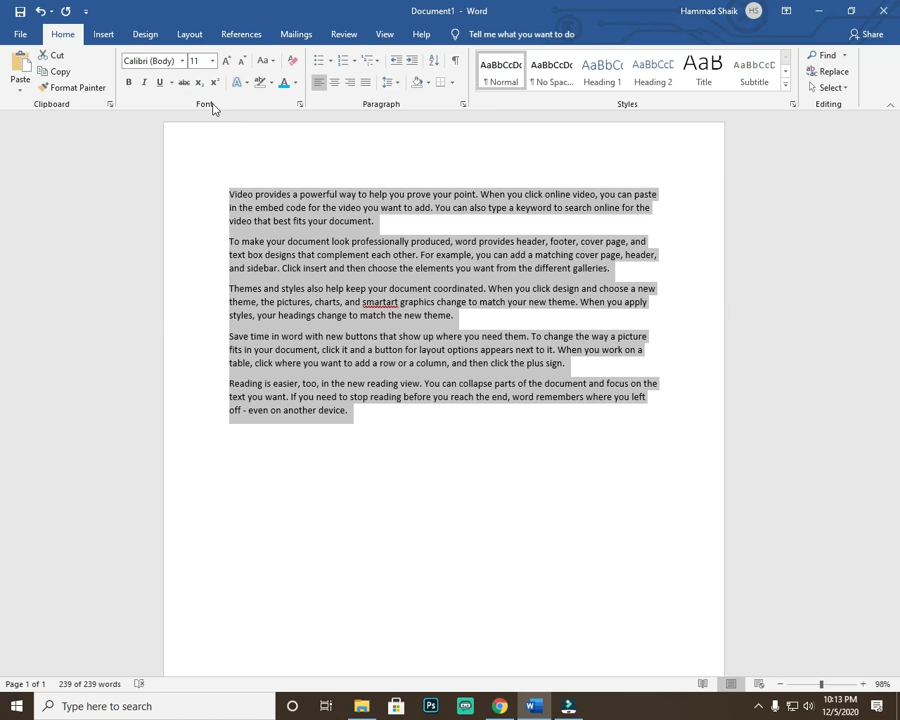 Document1 - Word
Hammad Shaik
HS
File Home Insert Design Layout References Mailings Review View Help Tell me what you want to do
Share
Paste
Cut
Copy
Format Painter
Clipboard
Calibri (Body) 11 Aa
B I U abc x₂ x² A A
Font
Paragraph
AaBbCcDc AaBbCcDc AaBbCc AaBbCcC AaB AaBbCcC
¶ Normal ¶ No Spac... Heading 1 Heading 2 Title Subtitle
Styles
Find
Replace
Select
Editing
Video provides a powerful way to help you prove your point. When you click online video, you can paste
in the embed code for the video you want to add. You can also type a keyword to search online for the
video that best fits your document.
To make your document look professionally produced, word provides header, footer, cover page, and
text box designs that complement each other. For example, you can add a matching cover page, header,
and sidebar. Click insert and then choose the elements you want from the different galleries.
Themes and styles also help keep your document coordinated. When you click design and choose a new
theme, the pictures, charts, and smartart graphics change to match your new theme. When you apply
styles, your headings change to match the new theme.
Save time in word with new buttons that show up where you need them. To change the way a picture
fits in your document, click it and a button for layout options appears next to it. When you work on a
table, click where you want to add a row or a column, and then click the plus sign.
Reading is easier, too, in the new reading view. You can collapse parts of the document and focus on the
text you want. If you need to stop reading before you reach the end, word remembers where you left
off - even on another device.
Page 1 of 1 239 of 239 words
98%
Type here to search
Ps
W
10:13 PM
12/5/2020